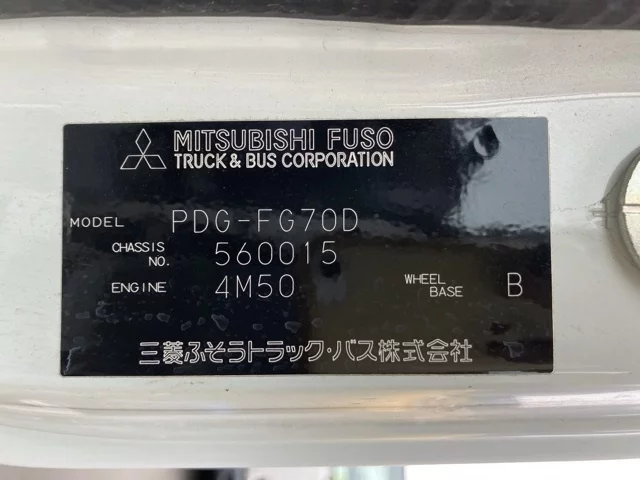 MITSUBISHI FUSO
TRUCK & BUS CORPORATION
MODEL PDG-FG70D
CHASSIS NO. 560015
ENGINE 4M50 WHEEL BASE B
三菱ふそうトラック・バス株式会社